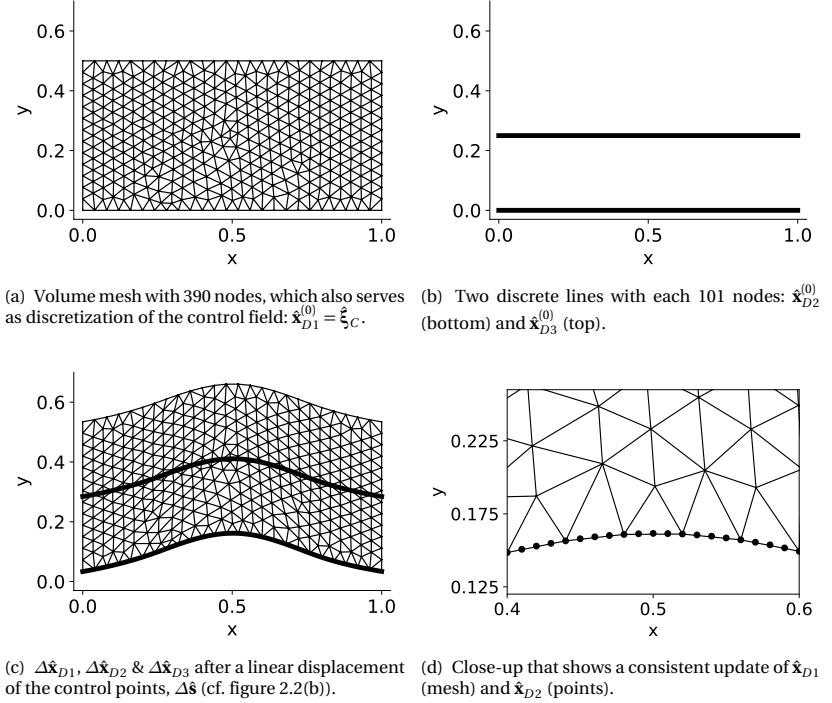 0.6
0.4
0.2
0.0
y
0.0 0.5 1.0
x
0.6
0.4
0.2
0.0
y
0.0 0.5 1.0
x
(a) Volume mesh with 390 nodes, which also serves
as discretization of the control field: x̂_{D1}^{(0)} = ξ̂_C.
(b) Two discrete lines with each 101 nodes: x̂_{D2}^{(0)}
(bottom) and x̂_{D3}^{(0)} (top).
0.6
0.4
0.2
0.0
y
0.0 0.5 1.0
x
0.225
0.175
0.125
y
0.4 0.5 0.6
x
(c) Δx̂_{D1}, Δx̂_{D2} & Δx̂_{D3} after a linear displacement
of the control points, Δŝ (cf. figure 2.2(b)).
(d) Close-up that shows a consistent update of x̂_{D1}
(mesh) and x̂_{D2} (points).